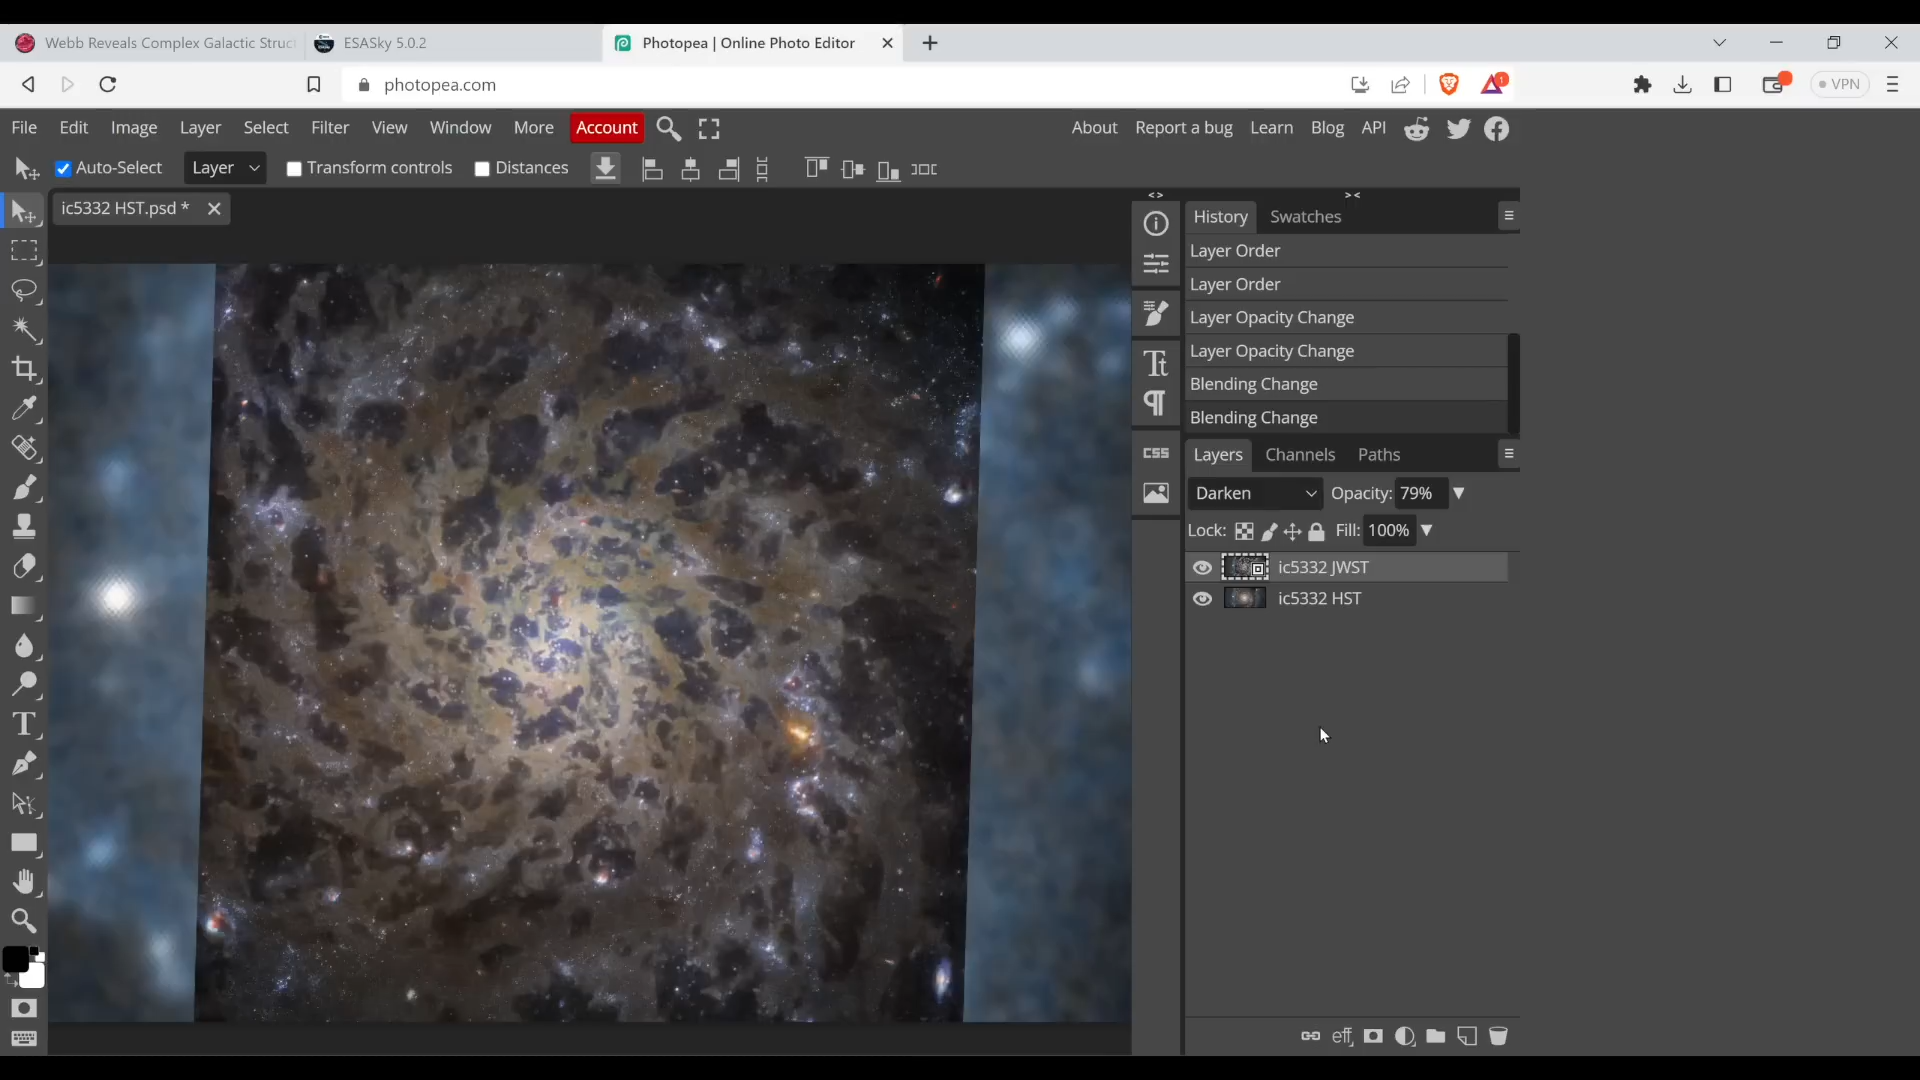 Webb Reveals Complex Galactic Struct
ESASky 5.0.2
Photopea | Online Photo Editor
photopea.com
1
VPN
File Edit Image Layer Select Filter View Window More Account
About Report a bug Learn Blog API
Auto-Select Layer Transform controls Distances
ic5332 HST.psd *
History Swatches
Layer Order
Layer Order
Layer Opacity Change
Layer Opacity Change
Blending Change
Blending Change
CSS
Layers Channels Paths
Darken Opacity: 79%
Lock: Fill: 100%
ic5332 JWST
ic5332 HST
eff